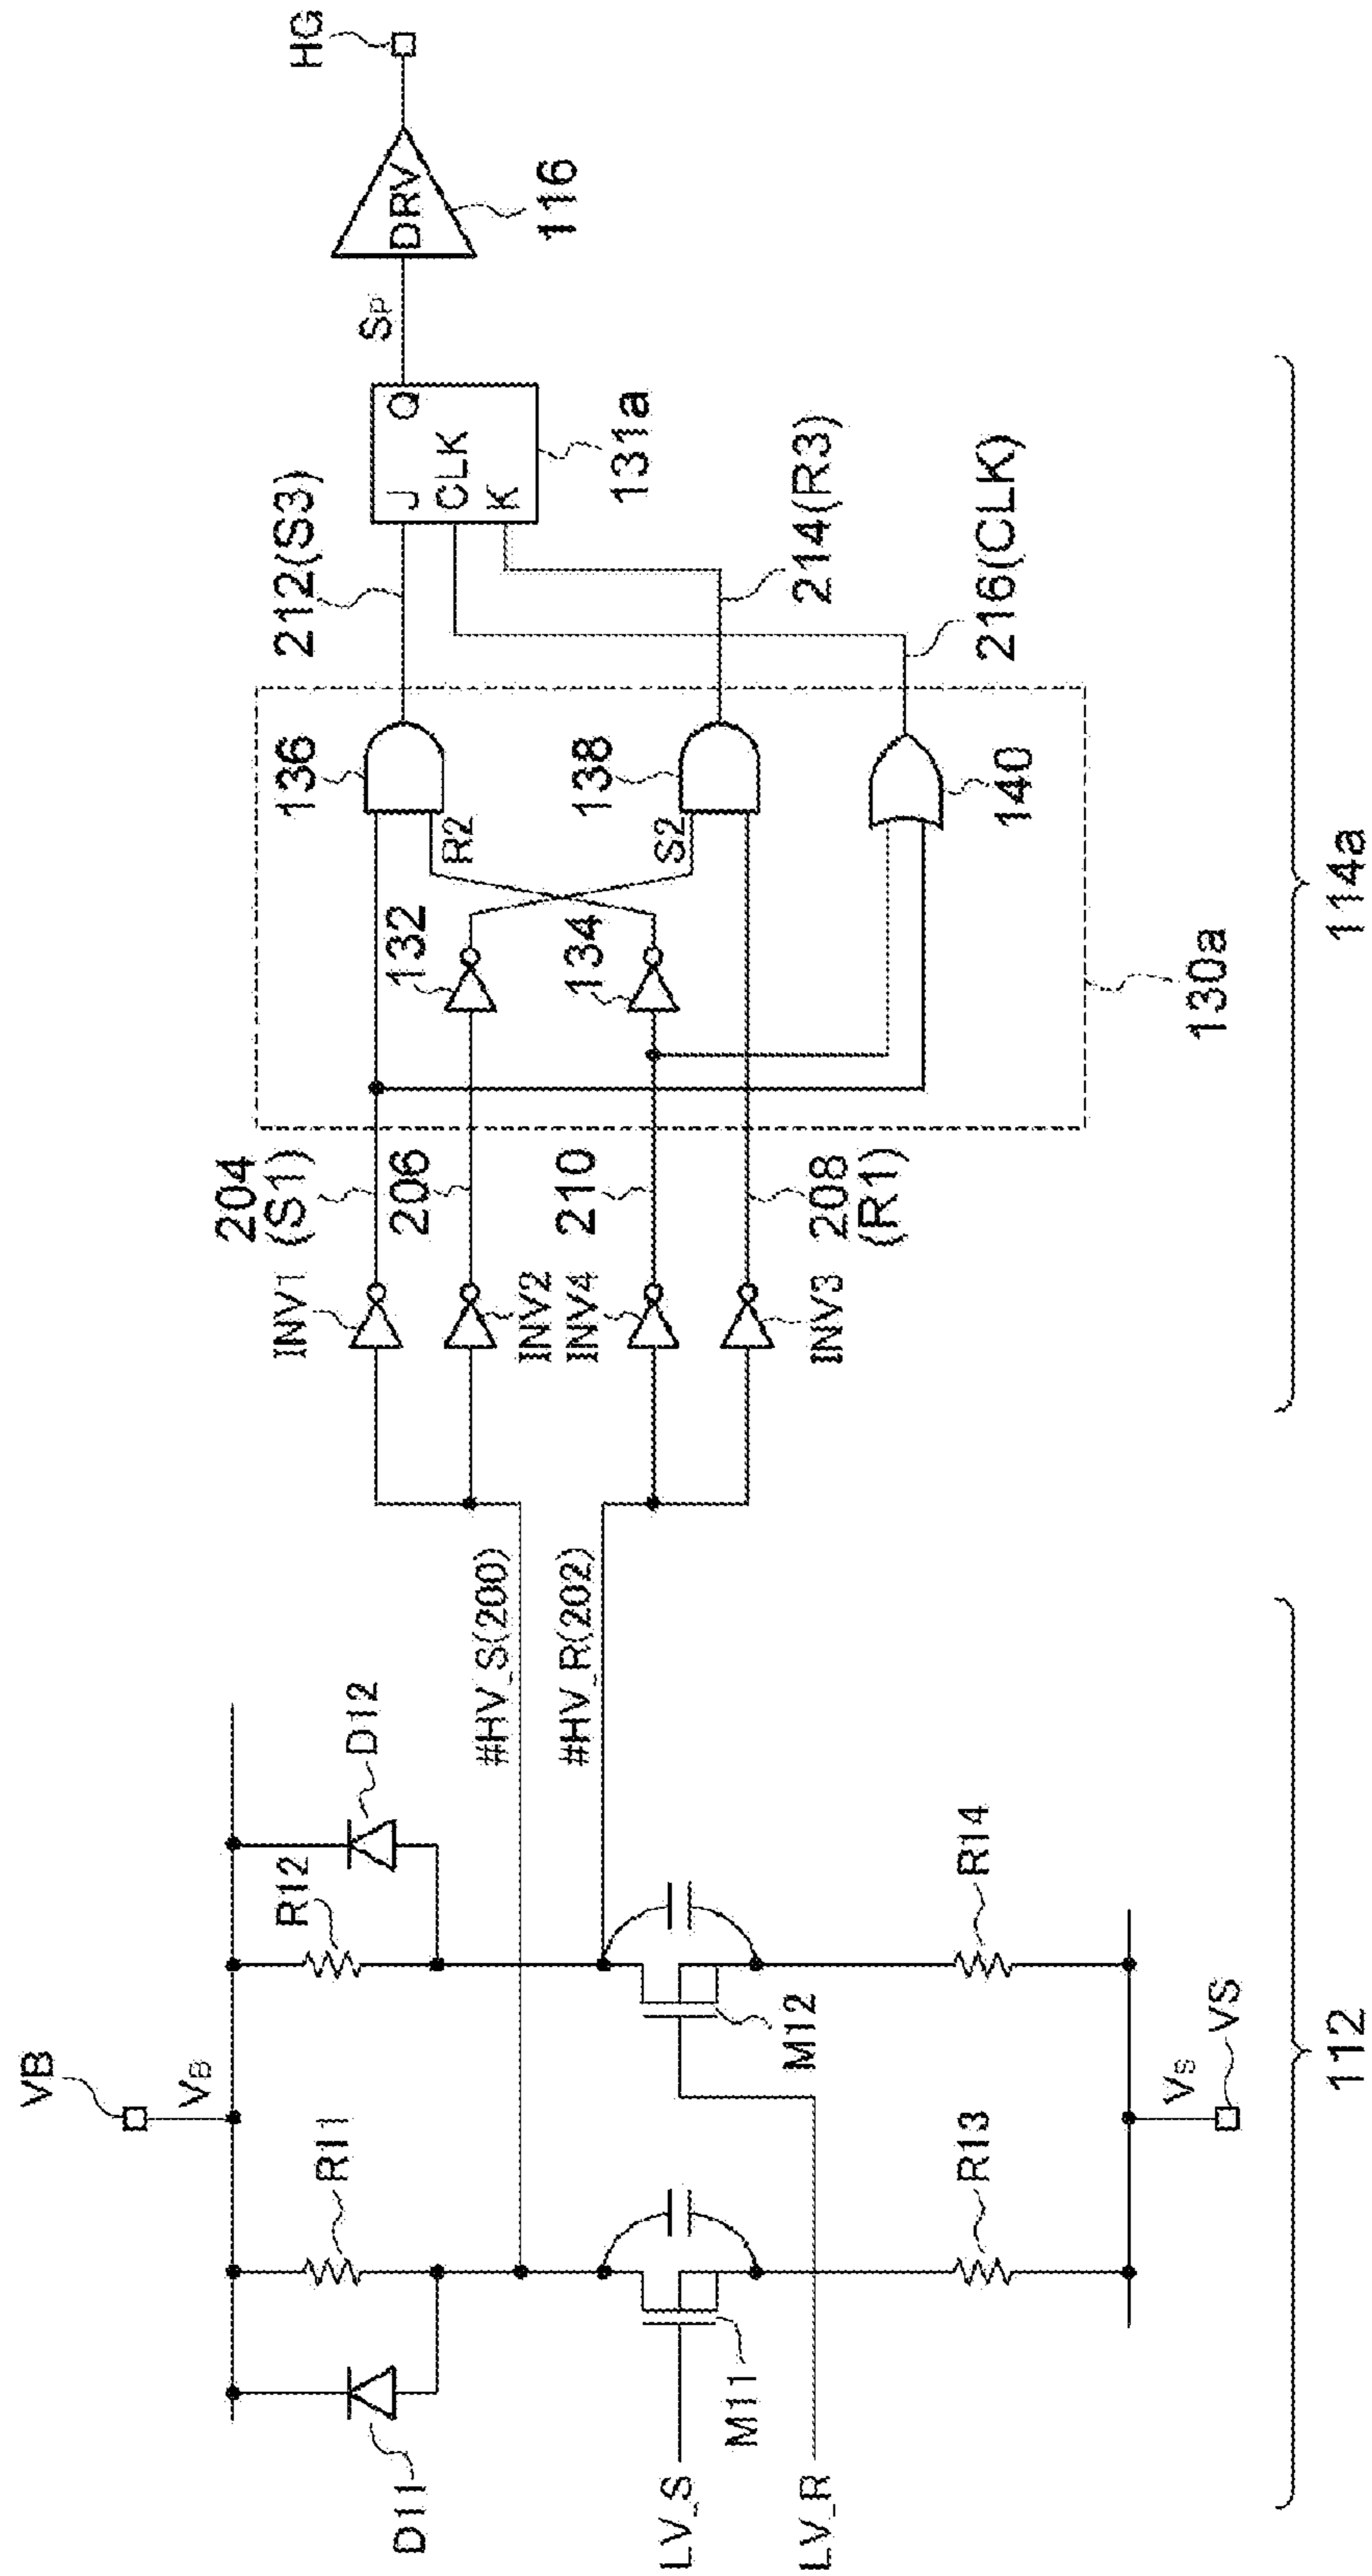 VB
VB
D11
R11
R12
D12
#HV_S(200)
#HV_R(202)
LV_S
LV_R
M11
M12
R13
R14
Vs
VS
112
INV1
INV2
INV4
INV3
204
(S1)
206
210
208
(R1)
132
134
R2
S2
136
138
140
130a
212(S3)
214(R3)
216(CLK)
J
CLK
K
Q
131a
SP
DRV
116
HG
114a